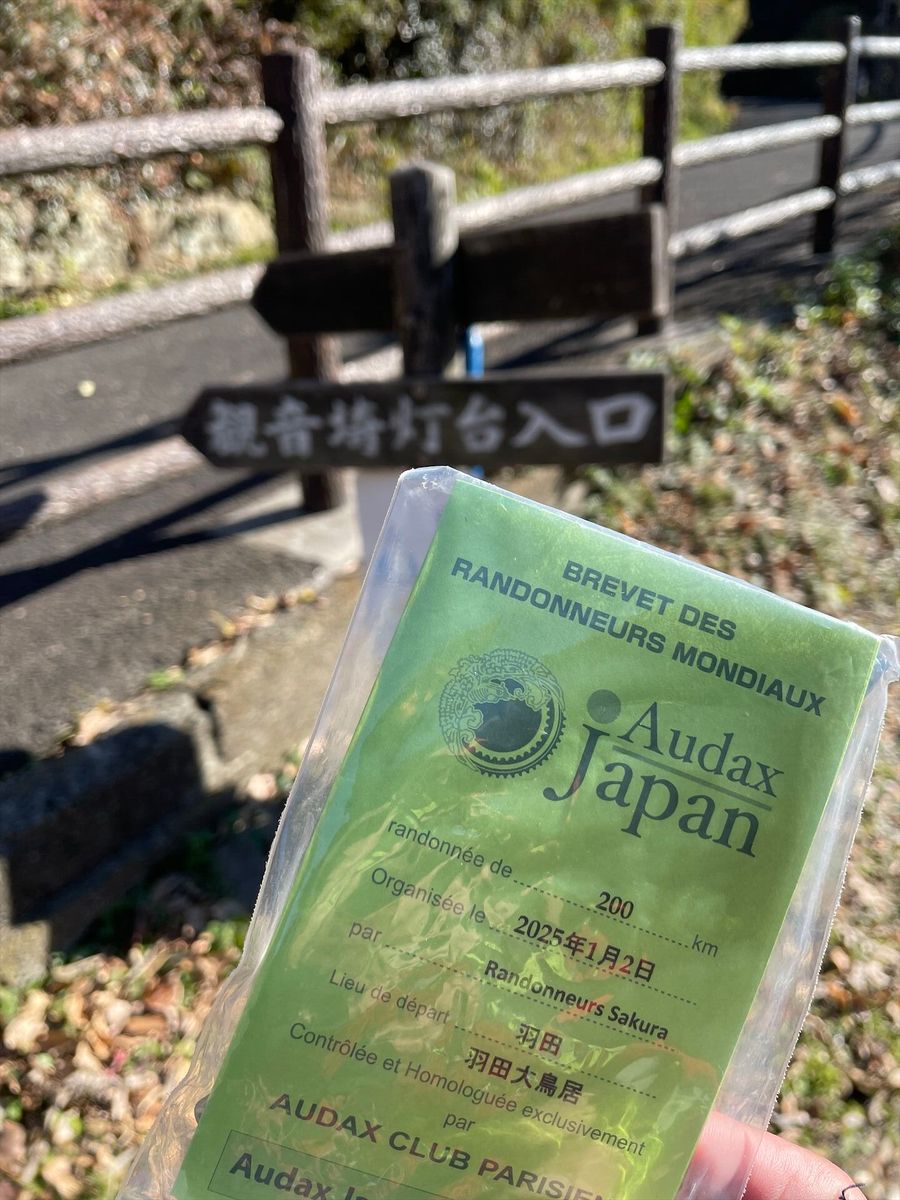 観音埼灯台入口
BREVET DES
RANDONNEURS MONDIAUX
Audax
Japan
randonnée de 200 km
Organisée le 2025年1月2日
par Randonneurs Sakura
Lieu de départ 羽田
羽田大鳥居
Contrôlée et Homologuée exclusivement
par
AUDAX CLUB PARISIEN
Audax